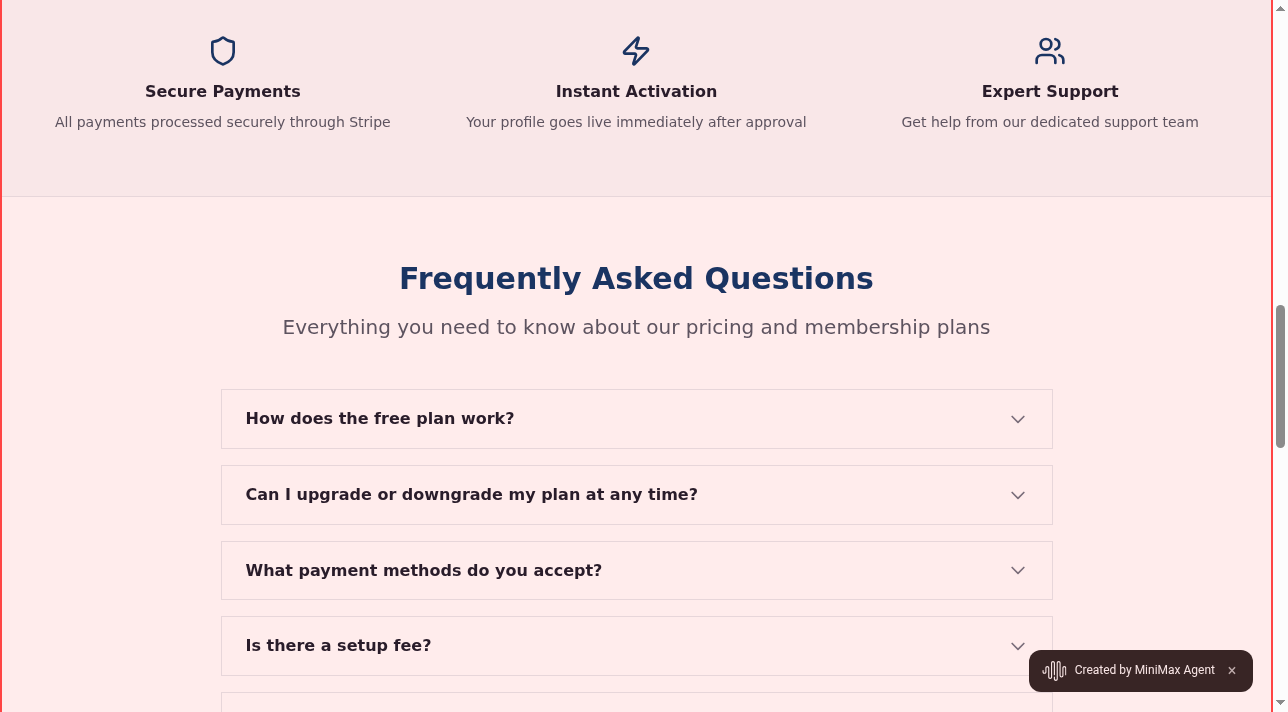 Secure Payments
All payments processed securely through Stripe
Instant Activation
Your profile goes live immediately after approval
Expert Support
Get help from our dedicated support team
Frequently Asked Questions
Everything you need to know about our pricing and membership plans
How does the free plan work?
Can I upgrade or downgrade my plan at any time?
What payment methods do you accept?
Is there a setup fee?
Created by MiniMax Agent ×